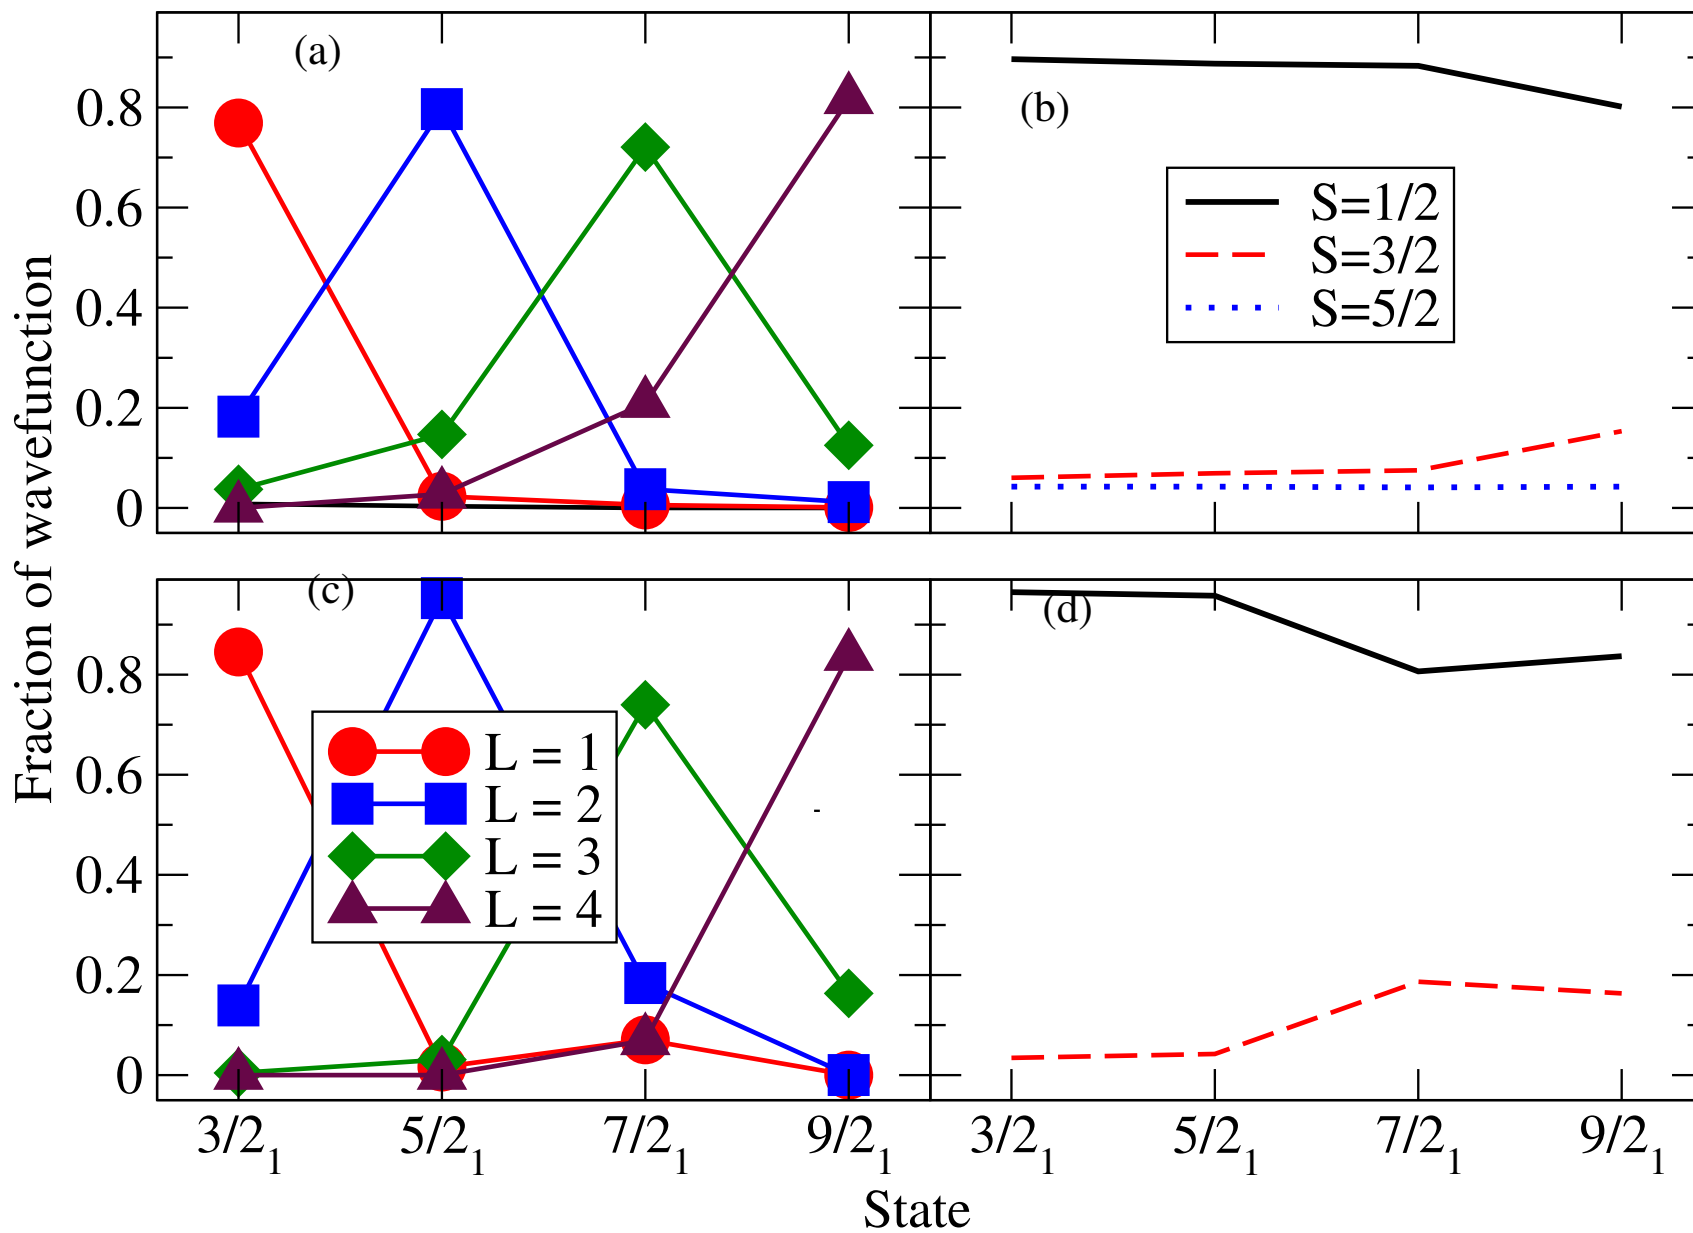 (a)
(b)
0.8
0.6
0.4
0.2
0
S=1/2
S=3/2
S=5/2
Fraction of wavefunction
(c)
(d)
0.8
0.6
0.4
0.2
0
L = 1
L = 2
L = 3
L = 4
3/2₁ 5/2₁ 7/2₁ 9/2₁ 3/2₁ 5/2₁ 7/2₁ 9/2₁
State